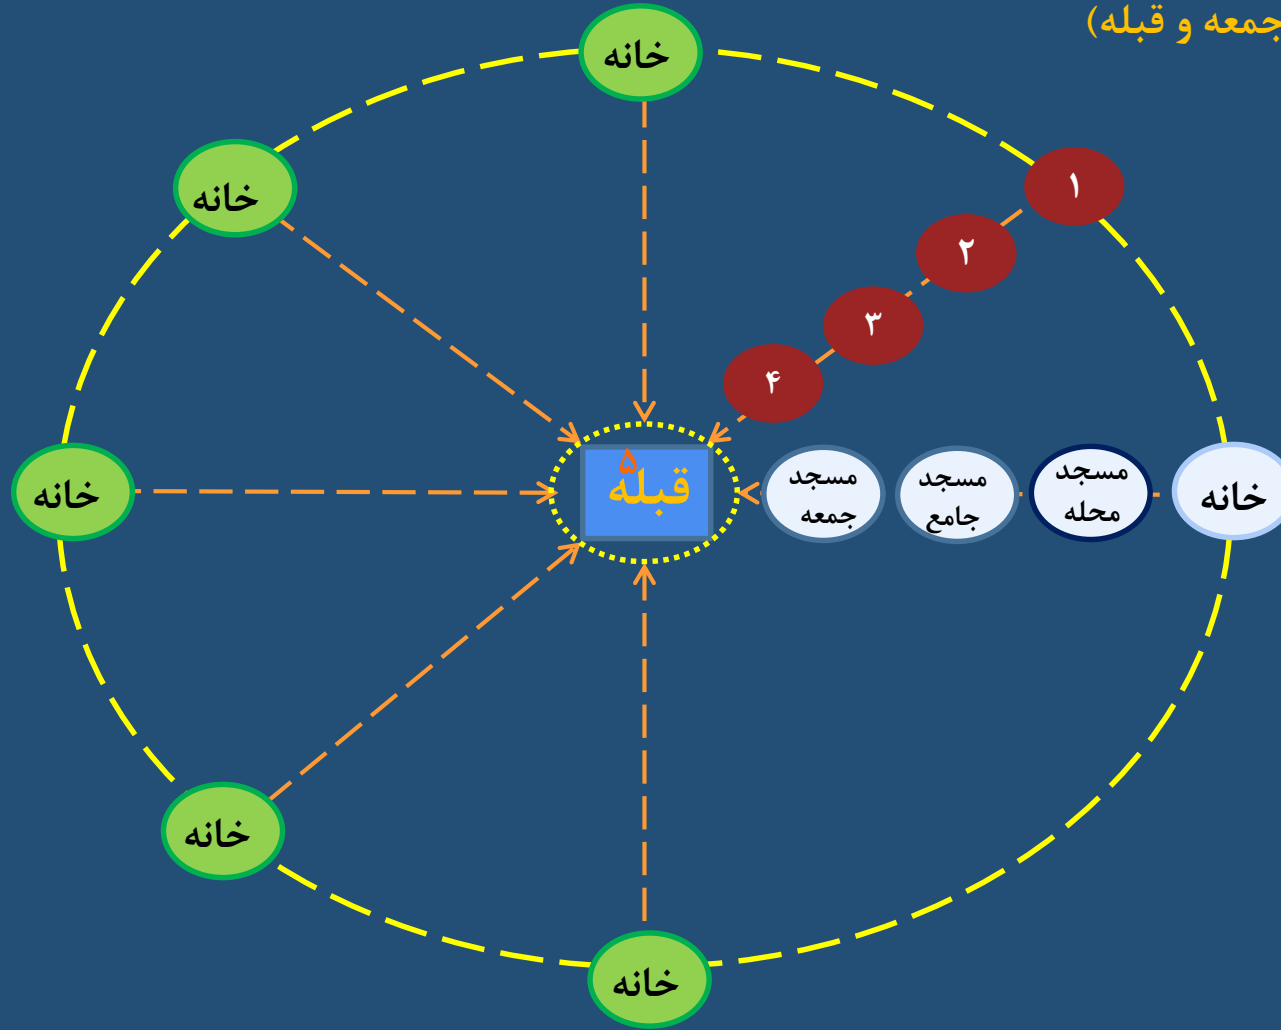 جمعه و قبله)
خانه
خانه
۱
۲
۳
۴
۵
قبله
مسجد
جمعه
مسجد
جامع
مسجد
محله
خانه
خانه
خانه
خانه